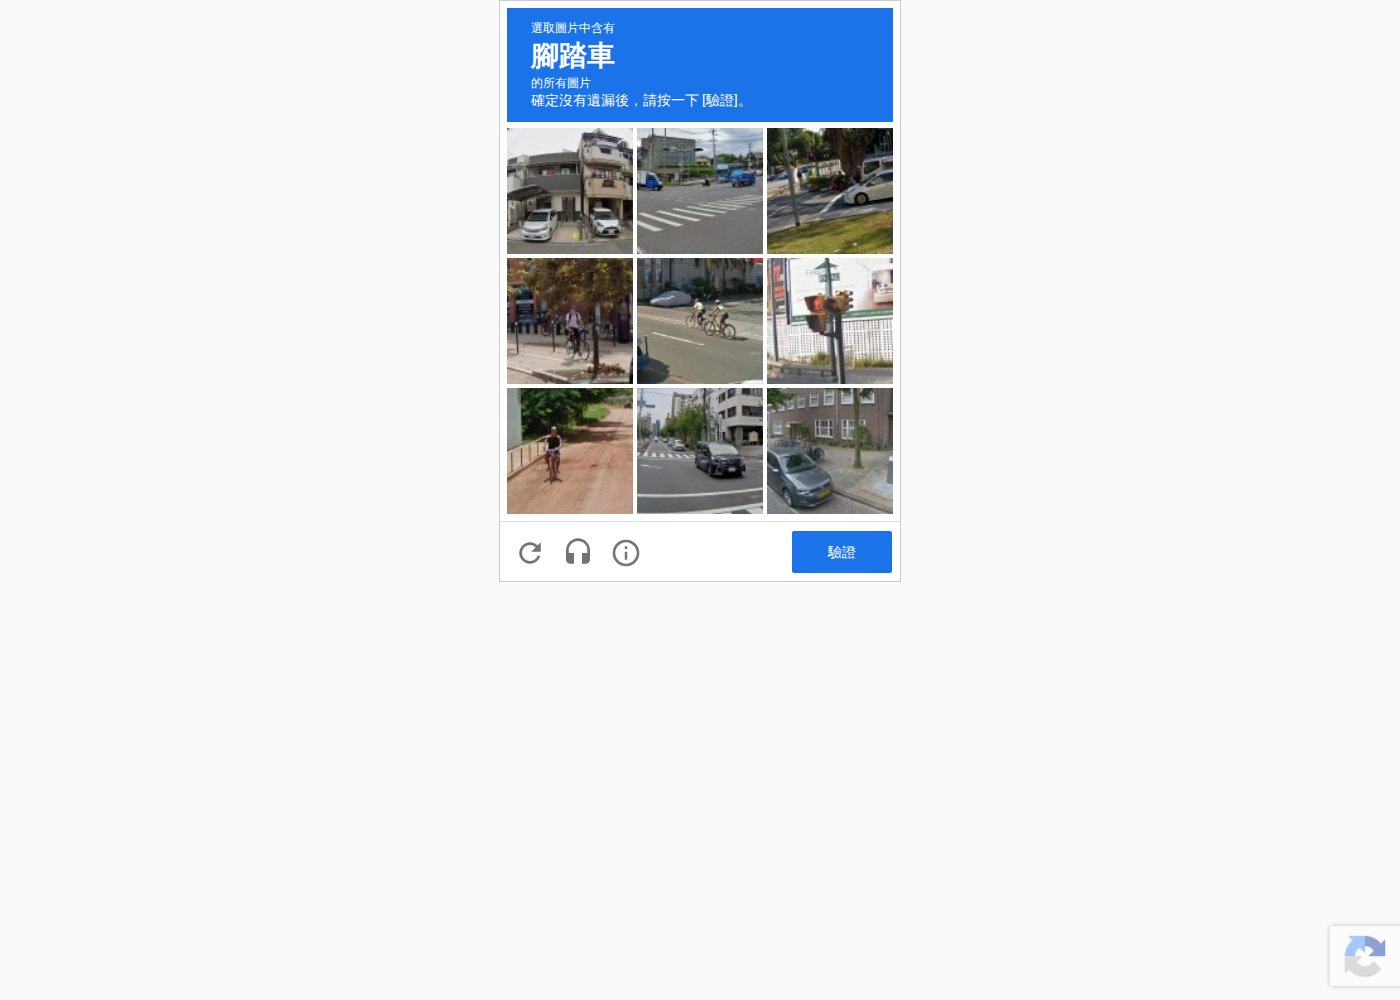 選取圖片中含有
腳踏車
的所有圖片
確定沒有遺漏後，請按一下 [驗證]。
驗證